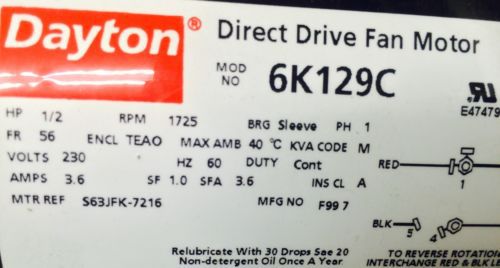 Dayton® Direct Drive Fan Motor
MOD NO 6K129C
E47479
HP 1/2 RPM 1725 BRG Sleeve PH 1
FR 56 ENCL TEAO MAX AMB 40 °C KVA CODE M
VOLTS 230 HZ 60 DUTY Cont
RED
1
AMPS 3.6 SF 1.0 SFA 3.6 INS CL A
MTR REF S63JFK-7216 MFG NO F99 7
BLK
5 4
Relubricate With 30 Drops Sae 20
Non-detergent Oil Once A Year
TO REVERSE ROTATION
INTERCHANGE RED & BLK LE